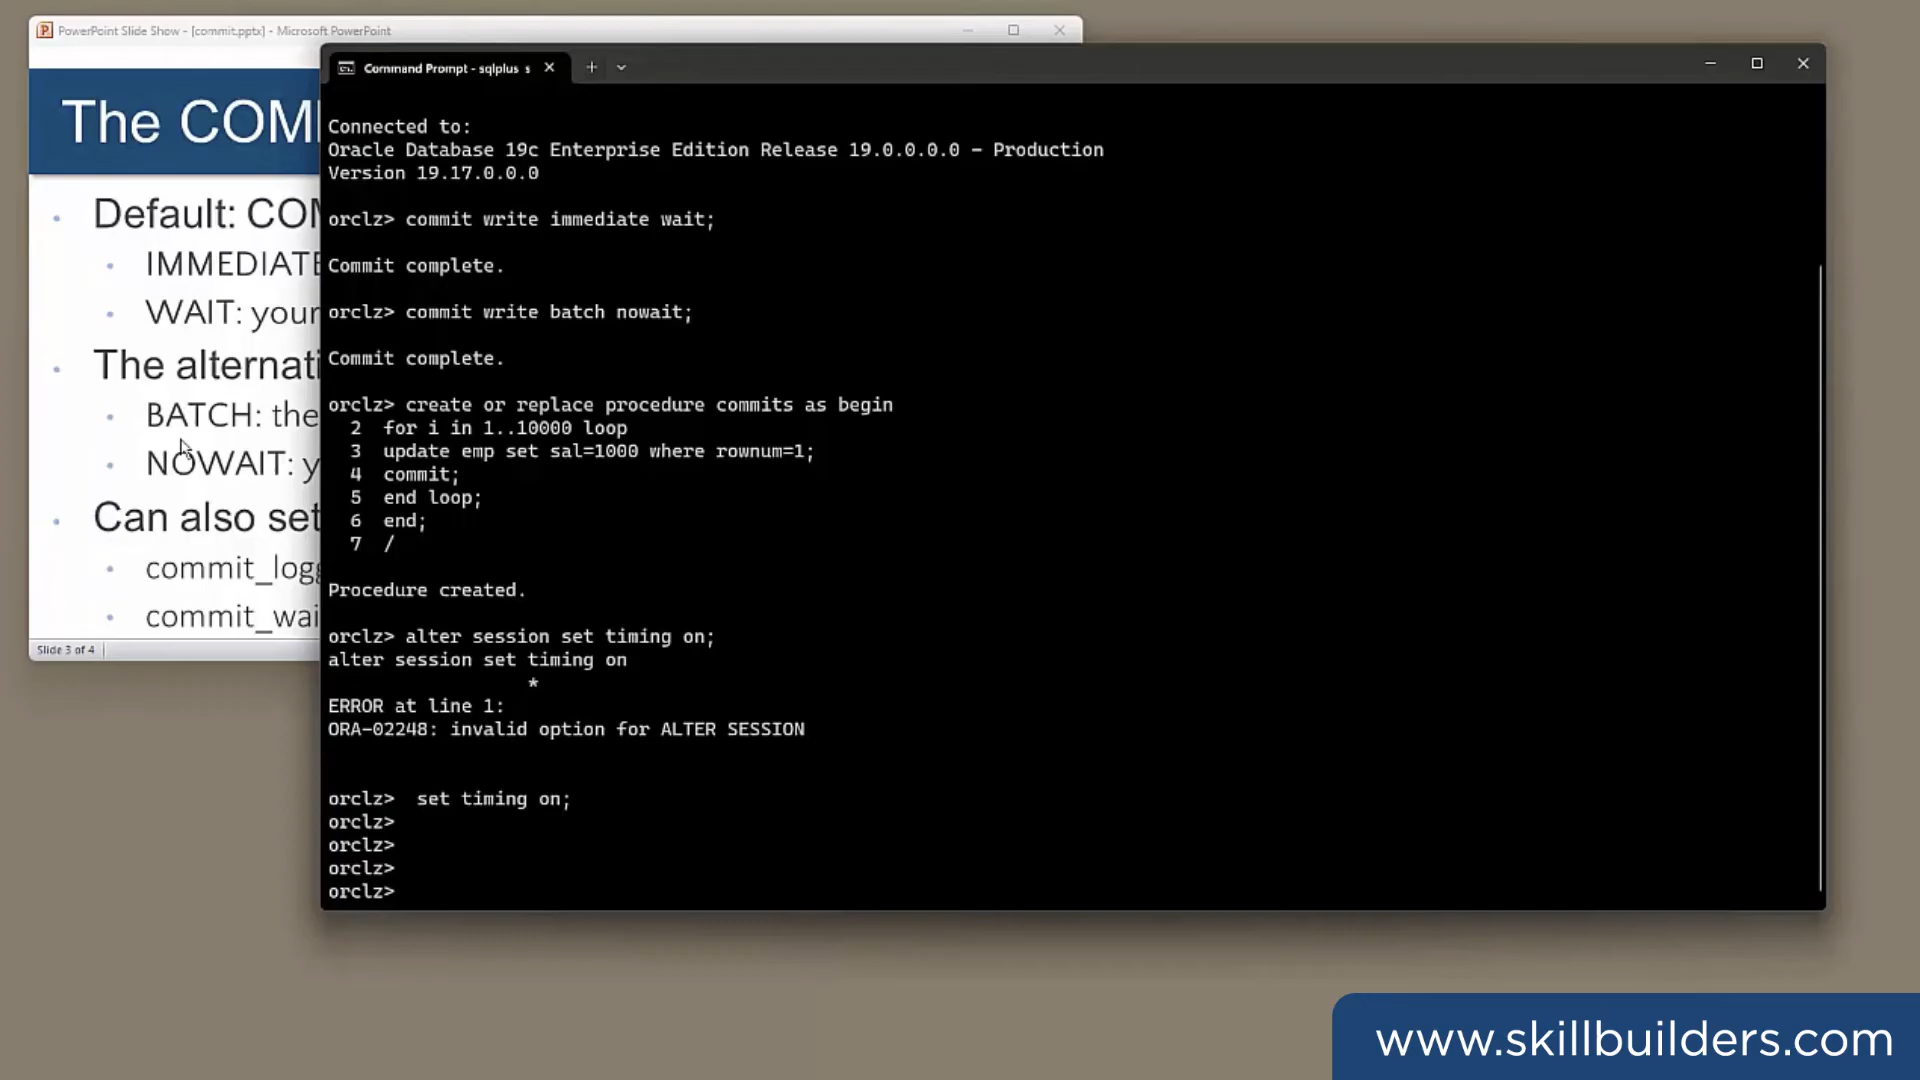 PowerPoint Slide Show - [commit.pptx] - Microsoft PowerPoint
The COM
Default: COM
IMMEDIATE
WAIT: your
The alternati
BATCH: the
NOWAIT: y
Can also set
commit_logg
commit_wai
Slide 3 of 4
Command Prompt - sqlplus s
Connected to:
Oracle Database 19c Enterprise Edition Release 19.0.0.0.0 - Production
Version 19.17.0.0.0
orclz> commit write immediate wait;
Commit complete.
orclz> commit write batch nowait;
Commit complete.
orclz> create or replace procedure commits as begin
2 for i in 1..10000 loop
3 update emp set sal=1000 where rownum=1;
4 commit;
5 end loop;
6 end;
7 /
Procedure created.
orclz> alter session set timing on;
alter session set timing on
*
ERROR at line 1:
ORA-02248: invalid option for ALTER SESSION
orclz>  set timing on;
orclz>
orclz>
orclz>
orclz>
www.skillbuilders.com